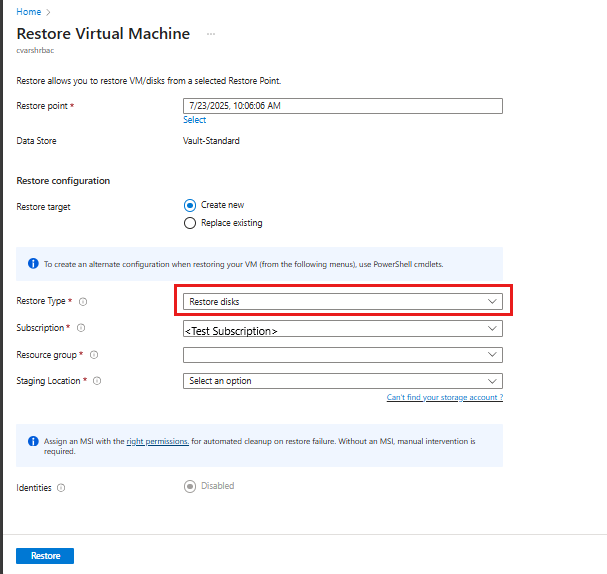 Home >
Restore Virtual Machine ...
cvarshrbac
Restore allows you to restore VM/disks from a selected Restore Point.
Restore point * 7/23/2025, 10:06:06 AM
Select
Data Store Vault-Standard
Restore configuration
Restore target Create new
Replace existing
To create an alternate configuration when restoring your VM (from the following menus), use PowerShell cmdlets.
Restore Type * Restore disks
Subscription * <Test Subscription>
Resource group *
Staging Location * Select an option
Can't find your storage account ?
Assign an MSI with the right permissions. for automated cleanup on restore failure. Without an MSI, manual intervention is
required.
Identities Disabled
Restore